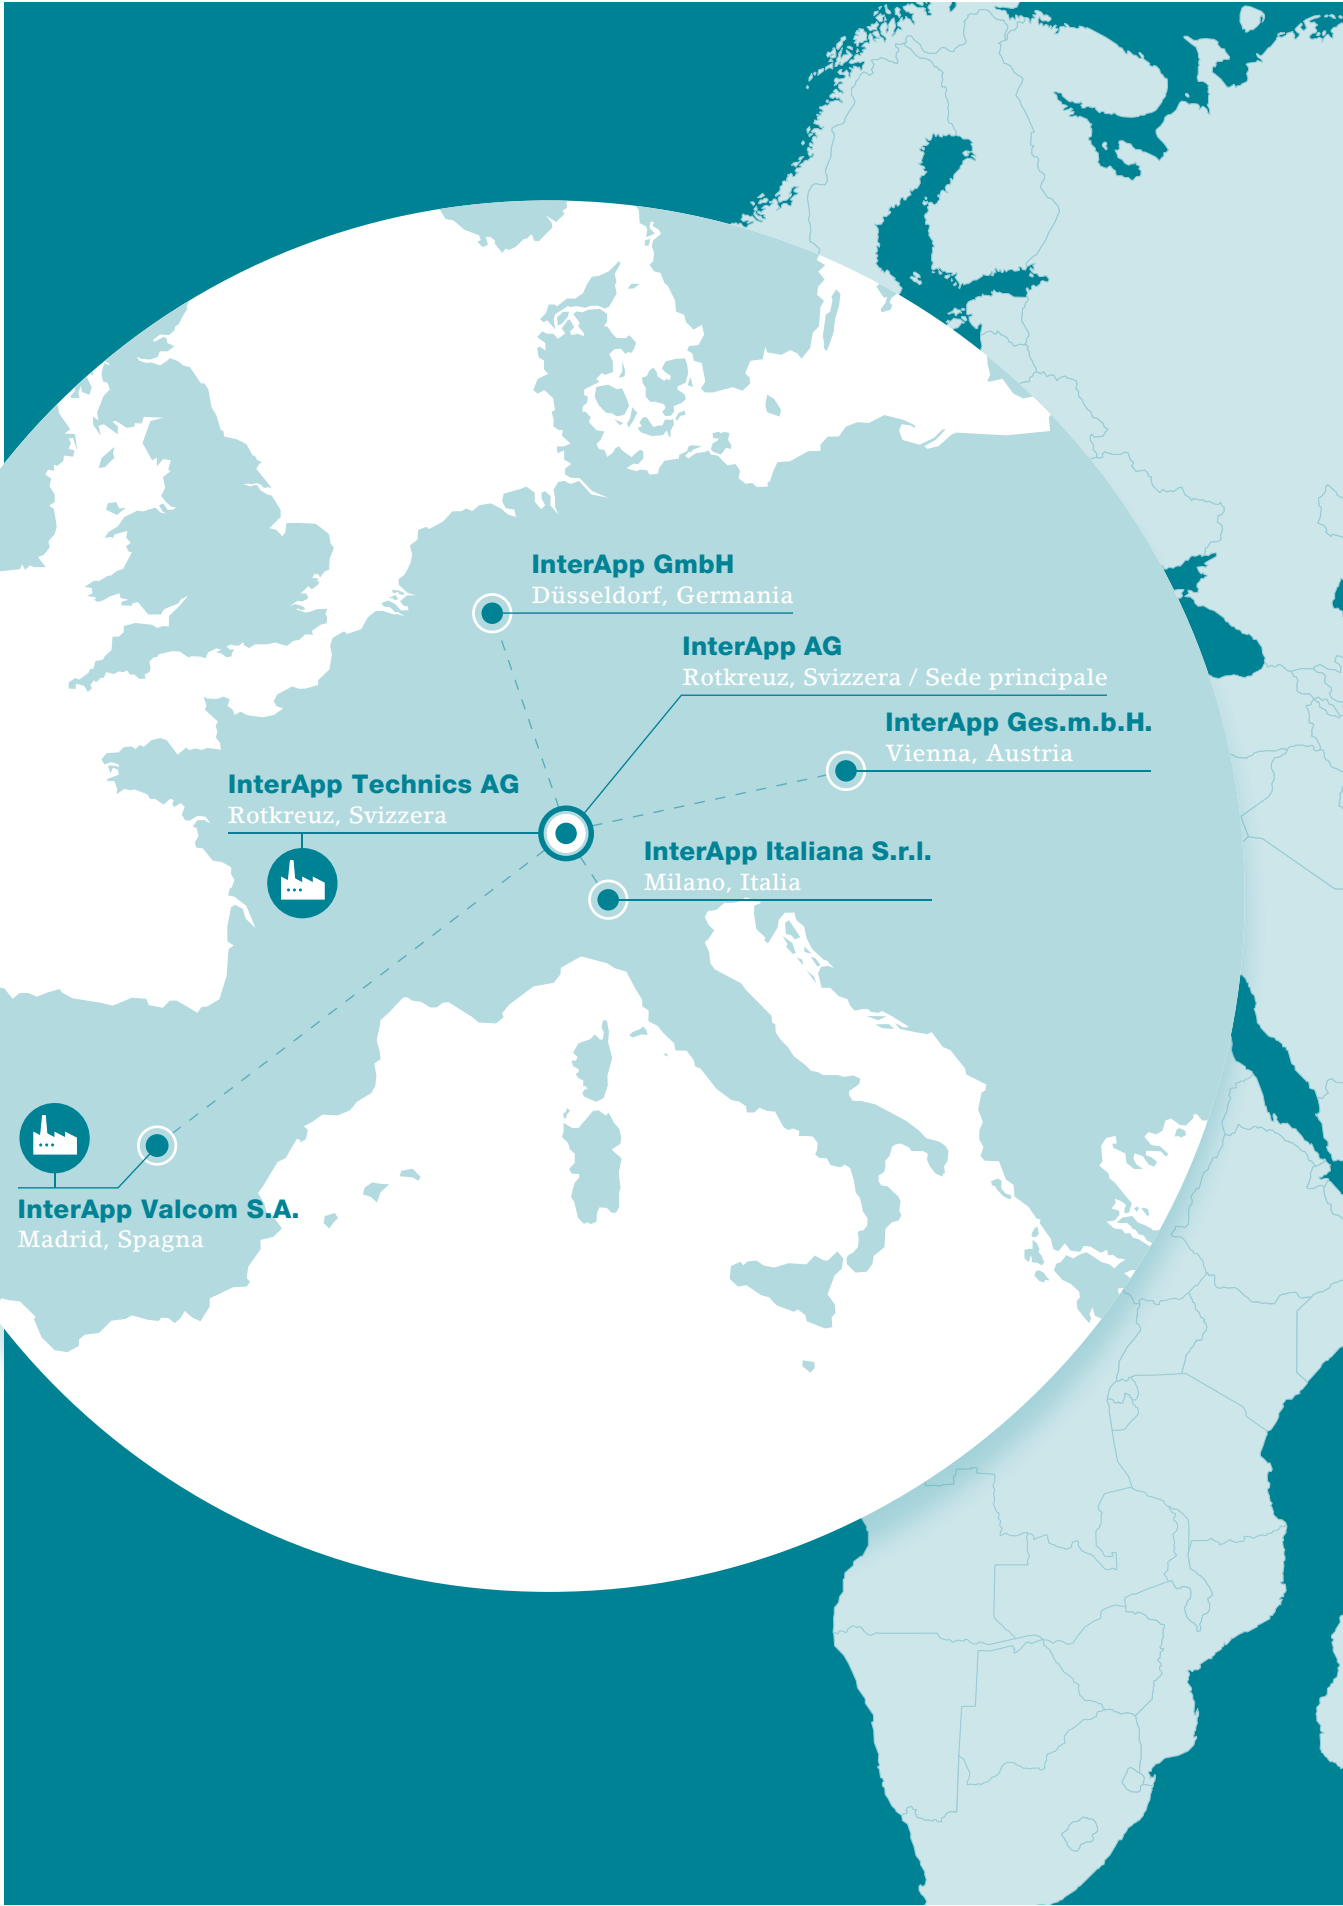 InterApp GmbH
Düsseldorf, Germania
InterApp AG
Rotkreuz, Svizzera / Sede principale
InterApp Ges.m.b.H.
Vienna, Austria
InterApp Technics AG
Rotkreuz, Svizzera
InterApp Italiana S.r.l.
Milano, Italia
InterApp Valcom S.A.
Madrid, Spagna